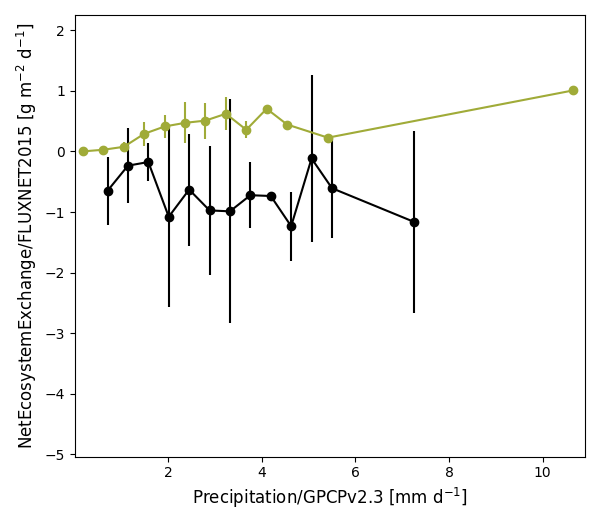 NetEcosystemExchange/FLUXNET2015 [g m⁻² d⁻¹]
2
1
0
−1
−2
−3
−4
−5
2 4 6 8 10
Precipitation/GPCPv2.3 [mm d⁻¹]